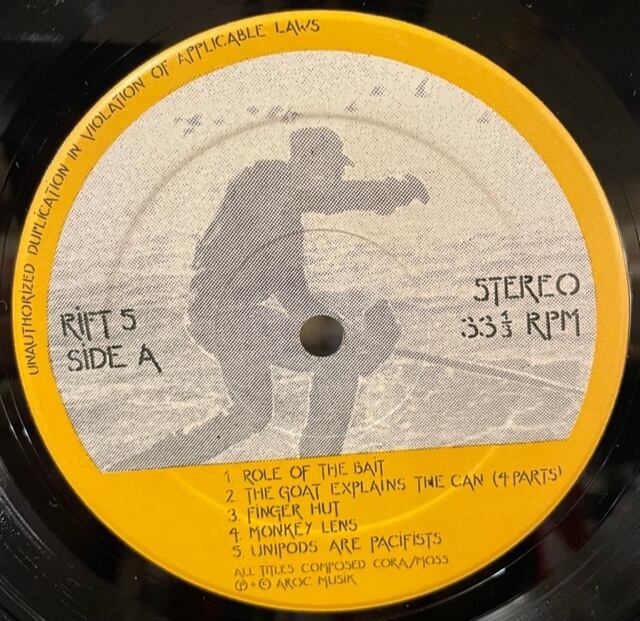 UNAUTHORIZED DUPLICATION IN VIOLATION OF APPLICABLE LAWS
RIFT 5
SIDE A
STEREO
33 1/3 RPM
1. ROLE OF THE BAIT
2. THE GOAT EXPLAINS THE CAN (4 PARTS)
3. FINGER HUT
4. MONKEY LENS
5. UNIPODS ARE PACIFISTS
ALL TITLES COMPOSED CORA/MOSS
℗+© AROC MUSIK